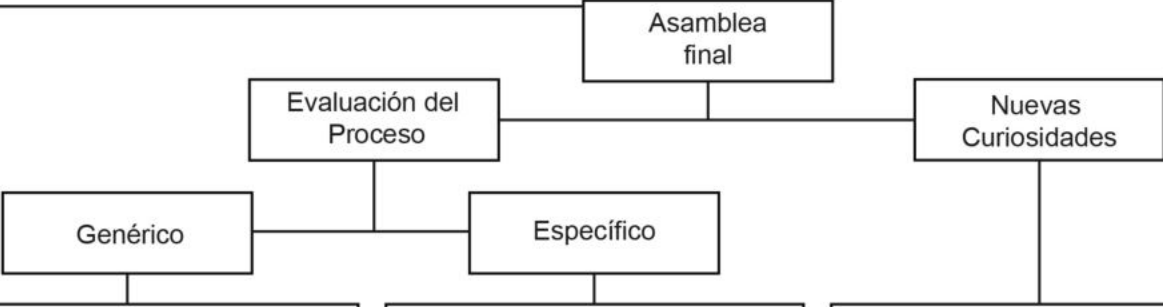 Asamblea
final
Evaluación del
Proceso
Nuevas
Curiosidades
Genérico
Específico